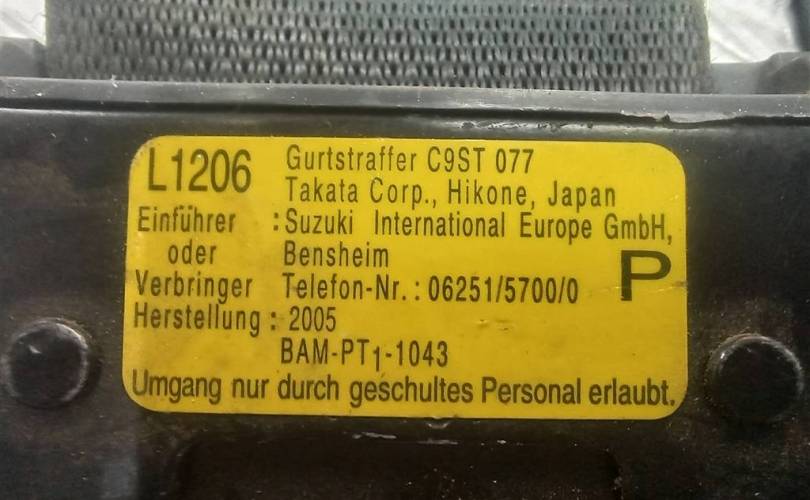 L1206 Gurtstraffer C9ST 077
Takata Corp., Hikone, Japan
Einführer :Suzuki International Europe GmbH,
oder Bensheim
Verbringer Telefon-Nr.: 06251/5700/0 P
Herstellung : 2005
BAM-PT1-1043
Umgang nur durch geschultes Personal erlaubt.